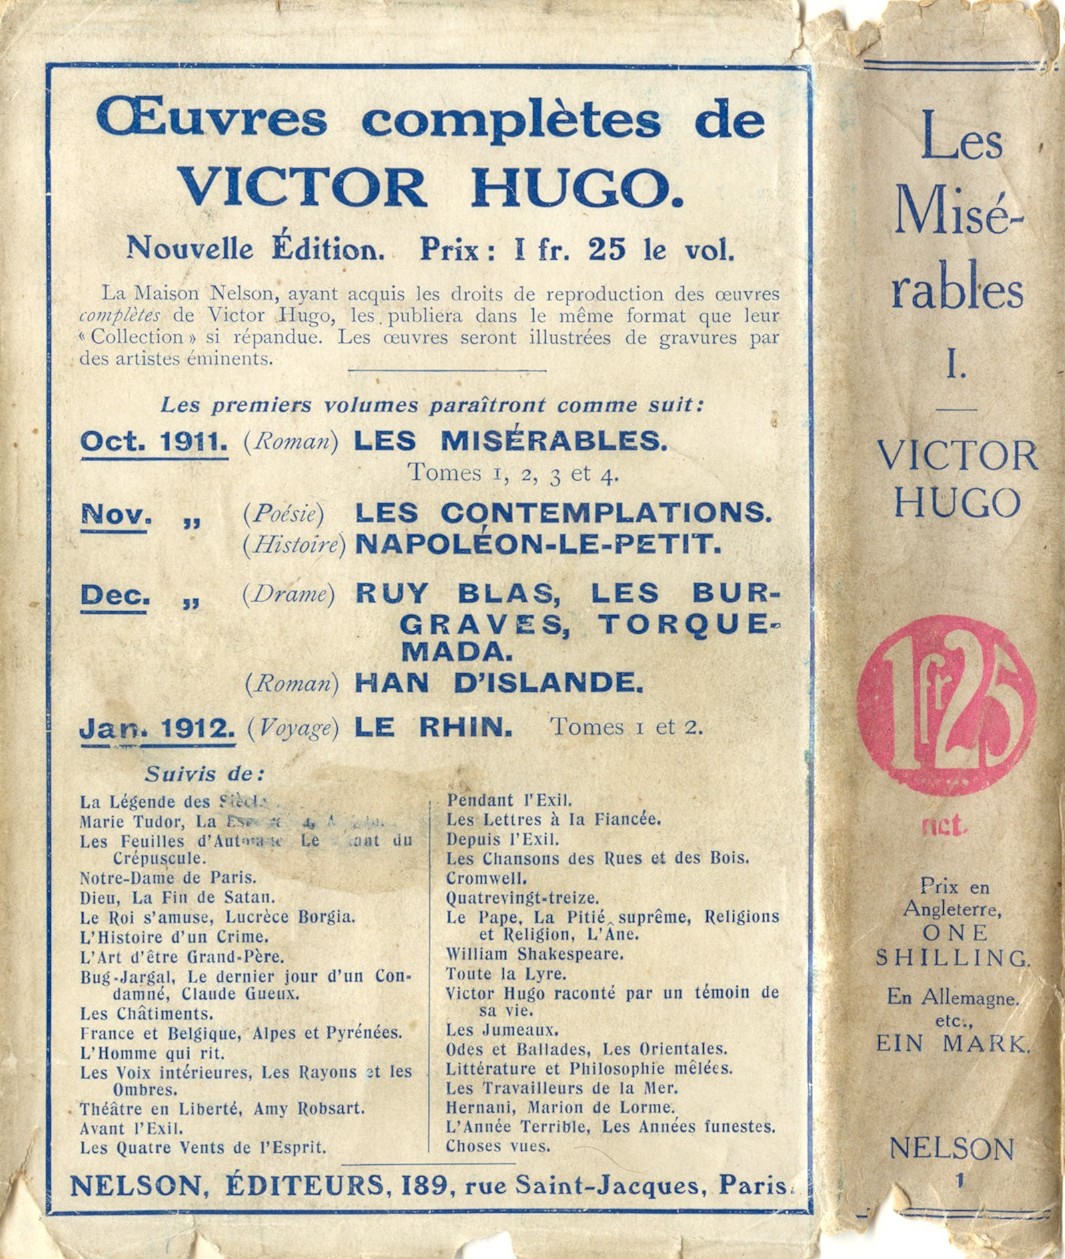 Œuvres complètes de
VICTOR HUGO.
Nouvelle Édition. Prix : 1 fr. 25 le vol.
La Maison Nelson, ayant acquis les droits de reproduction des œuvres
complètes de Victor Hugo, les publiera dans le même format que leur
« Collection » si répandue. Les œuvres seront illustrées de gravures par
des artistes éminents.
Les premiers volumes paraîtront comme suit :
Oct. 1911. (Roman) LES MISÉRABLES.
Tomes 1, 2, 3 et 4.
Nov. „ (Poésie) LES CONTEMPLATIONS.
(Histoire) NAPOLÉON-LE-PETIT.
Dec. „ (Drame) RUY BLAS, LES BUR-
GRAVES, TORQUE-
MADA.
(Roman) HAN D'ISLANDE.
Jan. 1912. (Voyage) LE RHIN. Tomes 1 et 2.
Suivis de :
La Légende des
Marie Tudor, La
Les Feuilles d'Automne Le du
Crépuscule.
Notre-Dame de Paris.
Dieu, La Fin de Satan.
Le Roi s'amuse, Lucrèce Borgia.
L'Histoire d'un Crime.
L'Art d'être Grand-Père.
Bug-Jargal, Le dernier jour d'un Con-
damné, Claude Gueux.
Les Châtiments.
France et Belgique, Alpes et Pyrénées.
L'Homme qui rit.
Les Voix intérieures, Les Rayons et les
Ombres.
Théâtre en Liberté, Amy Robsart.
Avant l'Exil.
Les Quatre Vents de l'Esprit.
Pendant l'Exil.
Les Lettres à la Fiancée.
Depuis l'Exil.
Les Chansons des Rues et des Bois.
Cromwell.
Quatrevingt-treize.
Le Pape, La Pitié suprême, Religions
et Religion, L'Âne.
William Shakespeare.
Toute la Lyre.
Victor Hugo raconté par un témoin de
sa vie.
Les Jumeaux.
Odes et Ballades, Les Orientales.
Littérature et Philosophie mêlées.
Les Travailleurs de la Mer.
Hernani, Marion de Lorme.
L'Année Terrible, Les Années funestes.
Choses vues.
NELSON, ÉDITEURS, 189, rue Saint-Jacques, Paris.
Les
Misé-
rables
I.
VICTOR
HUGO
1fr25
net.
Prix en
Angleterre,
ONE
SHILLING.
En Allemagne.
etc.,
EIN MARK.
NELSON
1